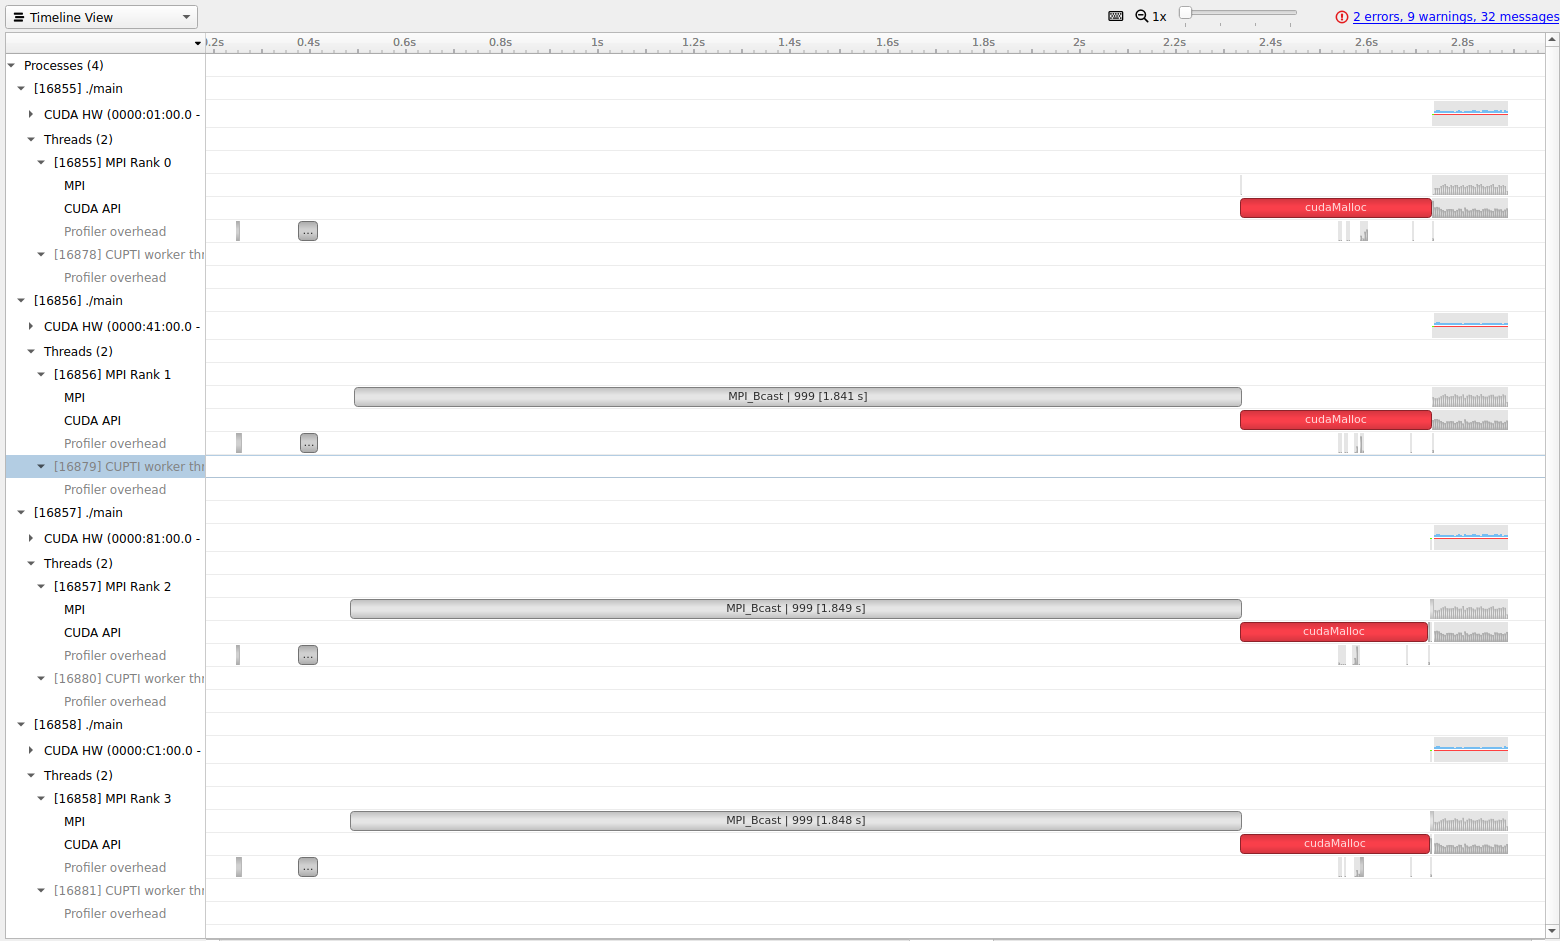 Timeline View
1x
2 errors, 9 warnings, 32 messages
0.4s 0.6s 0.8s 1s 1.2s 1.4s 1.6s 1.8s 2s 2.2s 2.4s 2.6s 2.8s
Processes (4)
[16855] ./main
CUDA HW (0000:01:00.0 -
Threads (2)
[16855] MPI Rank 0
MPI
CUDA API
cudaMalloc
Profiler overhead
...
[16878] CUPTI worker thr
Profiler overhead
[16856] ./main
CUDA HW (0000:41:00.0 -
Threads (2)
[16856] MPI Rank 1
MPI
MPI_Bcast | 999 [1.841 s]
CUDA API
cudaMalloc
Profiler overhead
...
[16879] CUPTI worker thr
Profiler overhead
[16857] ./main
CUDA HW (0000:81:00.0 -
Threads (2)
[16857] MPI Rank 2
MPI
MPI_Bcast | 999 [1.849 s]
CUDA API
cudaMalloc
Profiler overhead
...
[16880] CUPTI worker thr
Profiler overhead
[16858] ./main
CUDA HW (0000:C1:00.0 -
Threads (2)
[16858] MPI Rank 3
MPI
MPI_Bcast | 999 [1.848 s]
CUDA API
cudaMalloc
Profiler overhead
...
[16881] CUPTI worker thr
Profiler overhead